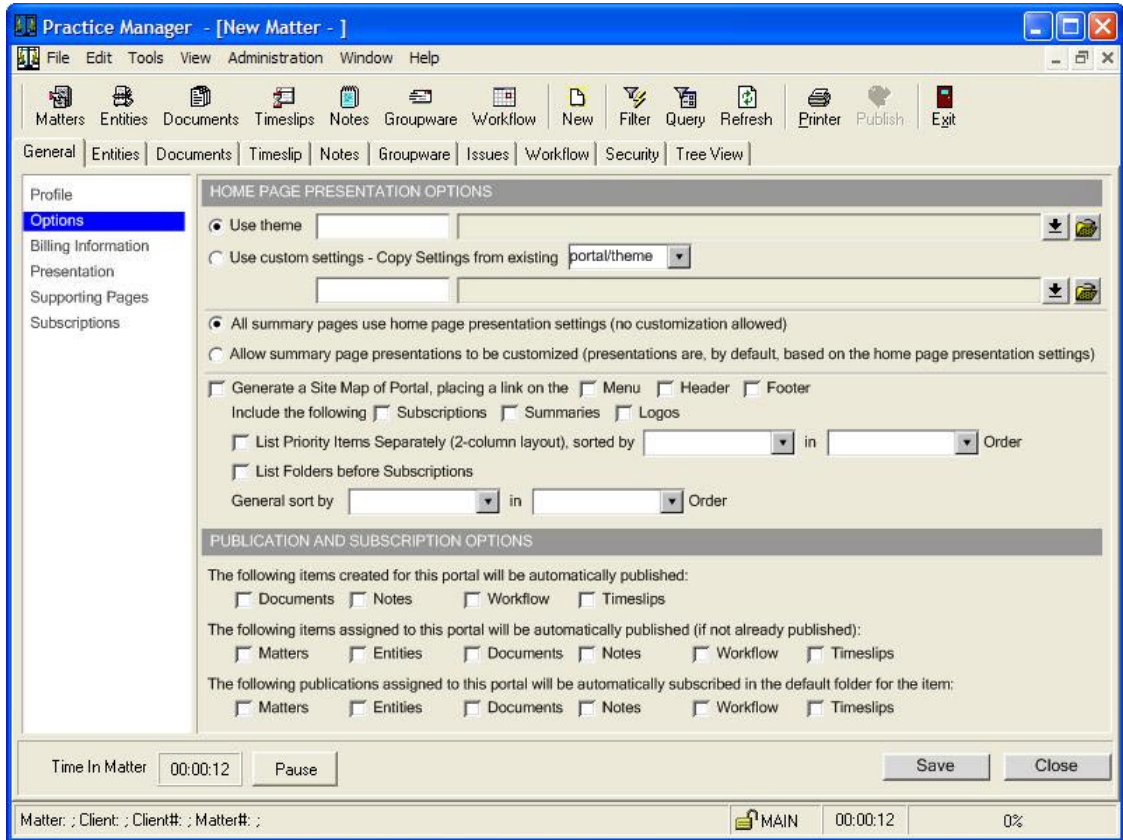 Practice Manager - [New Matter - ]
File Edit Tools View Administration Window Help
Matters Entities Documents Timeslips Notes Groupware Workflow New Filter Query Refresh Printer Publish Exit
General Entities Documents Timeslip Notes Groupware Issues Workflow Security Tree View
Profile
Options
Billing Information
Presentation
Supporting Pages
Subscriptions
HOME PAGE PRESENTATION OPTIONS
Use theme
Use custom settings - Copy Settings from existing portal/theme
All summary pages use home page presentation settings (no customization allowed)
Allow summary page presentations to be customized (presentations are, by default, based on the home page presentation settings)
Generate a Site Map of Portal, placing a link on the Menu Header Footer
Include the following Subscriptions Summaries Logos
List Priority Items Separately (2-column layout), sorted by in Order
List Folders before Subscriptions
General sort by in Order
PUBLICATION AND SUBSCRIPTION OPTIONS
The following items created for this portal will be automatically published:
Documents Notes Workflow Timeslips
The following items assigned to this portal will be automatically published (if not already published):
Matters Entities Documents Notes Workflow Timeslips
The following publications assigned to this portal will be automatically subscribed in the default folder for the item:
Matters Entities Documents Notes Workflow Timeslips
Time In Matter 00:00:12 Pause Save Close
Matter: ; Client: ; Client#: ; Matter#: ; MAIN 00:00:12 0%